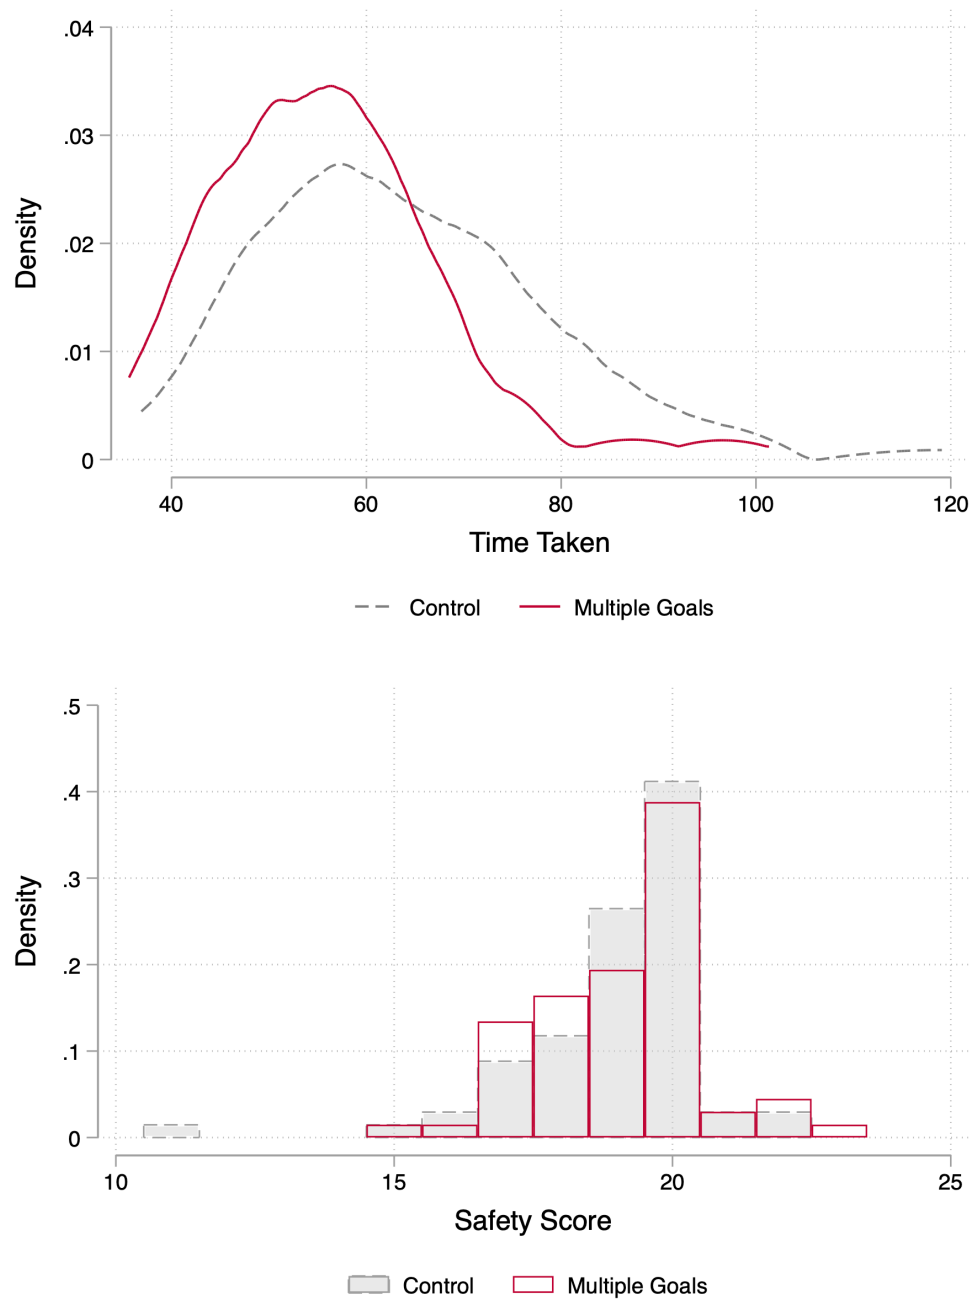 .04
.03
.02
.01
0
Density
40 60 80 100 120
Time Taken
Control Multiple Goals
.5
.4
.3
.2
.1
0
Density
10 15 20 25
Safety Score
Control Multiple Goals